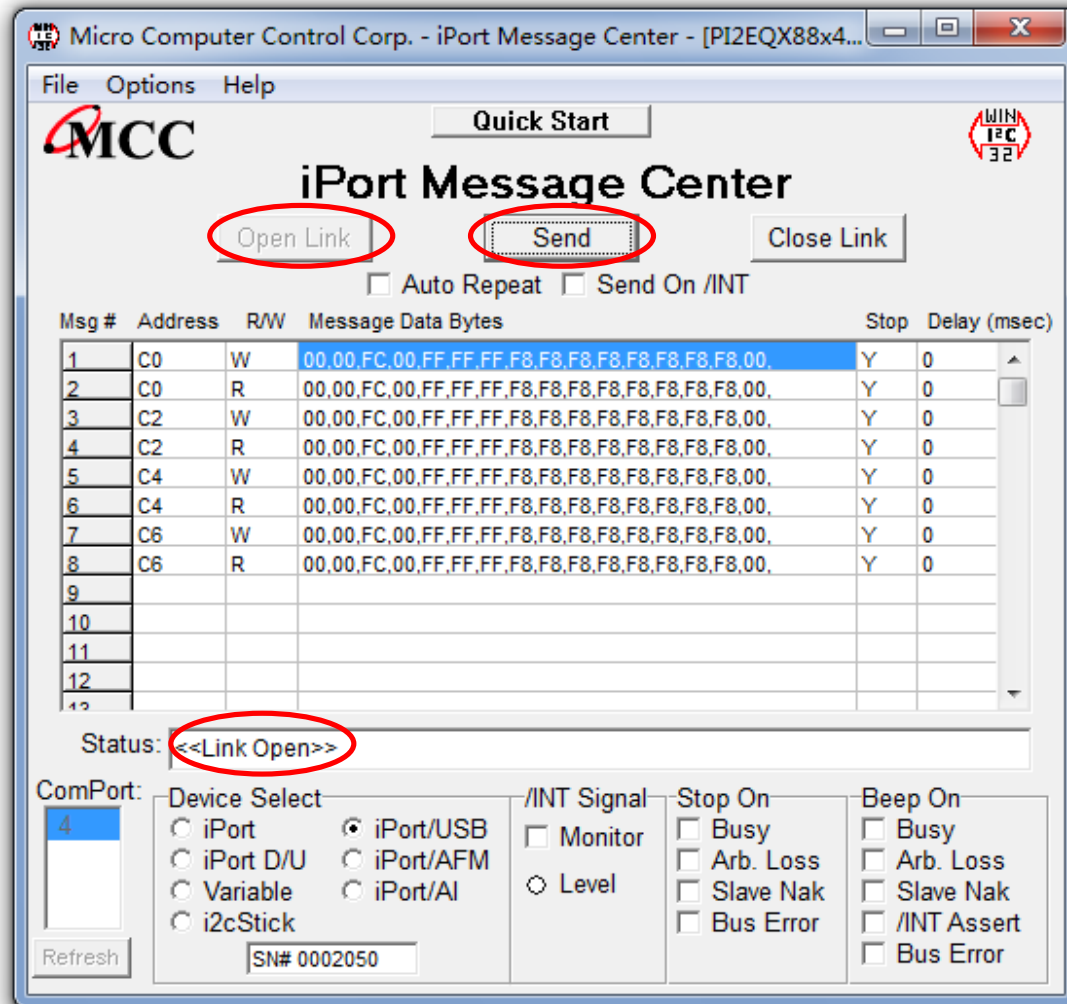 Micro Computer Control Corp. - iPort Message Center - [PI2EQX88x4...
File Options Help
MCC
Quick Start
WIN
I²C
32
iPort Message Center
Open Link Send Close Link
Auto Repeat Send On /INT
Msg # Address R/W Message Data Bytes Stop Delay (msec)
1 C0 W 00,00,FC,00,FF,FF,FF,F8,F8,F8,F8,F8,F8,F8,F8,00, Y 0
2 C0 R 00,00,FC,00,FF,FF,FF,F8,F8,F8,F8,F8,F8,F8,F8,00, Y 0
3 C2 W 00,00,FC,00,FF,FF,FF,F8,F8,F8,F8,F8,F8,F8,F8,00, Y 0
4 C2 R 00,00,FC,00,FF,FF,FF,F8,F8,F8,F8,F8,F8,F8,F8,00, Y 0
5 C4 W 00,00,FC,00,FF,FF,FF,F8,F8,F8,F8,F8,F8,F8,F8,00, Y 0
6 C4 R 00,00,FC,00,FF,FF,FF,F8,F8,F8,F8,F8,F8,F8,F8,00, Y 0
7 C6 W 00,00,FC,00,FF,FF,FF,F8,F8,F8,F8,F8,F8,F8,F8,00, Y 0
8 C6 R 00,00,FC,00,FF,FF,FF,F8,F8,F8,F8,F8,F8,F8,F8,00, Y 0
9
10
11
12
Status: <<Link Open>>
ComPort: Device Select /INT Signal Stop On Beep On
4 iPort iPort/USB Monitor Busy Busy
iPort D/U iPort/AFM Arb. Loss Arb. Loss
Variable iPort/AI Level Slave Nak Slave Nak
i2cStick Bus Error /INT Assert
Refresh SN# 0002050 Bus Error